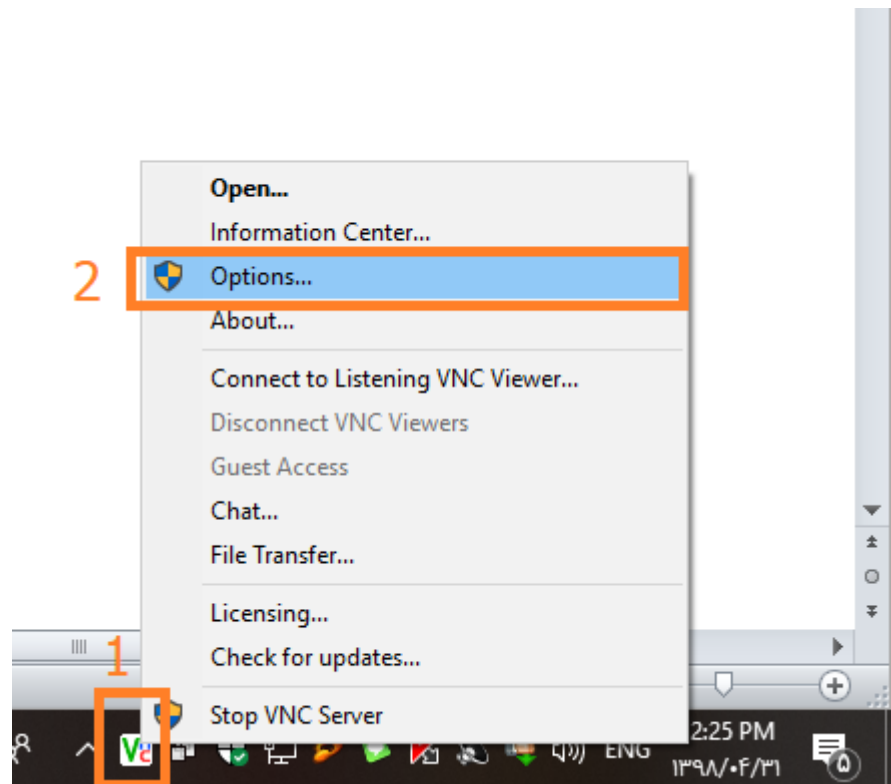 Open...
Information Center...
2
Options...
About...
Connect to Listening VNC Viewer...
Disconnect VNC Viewers
Guest Access
Chat...
File Transfer...
Licensing...
Check for updates...
1
Stop VNC Server
2:25 PM
ENG
۱۳۹۸/۰۴/۳۱
۵